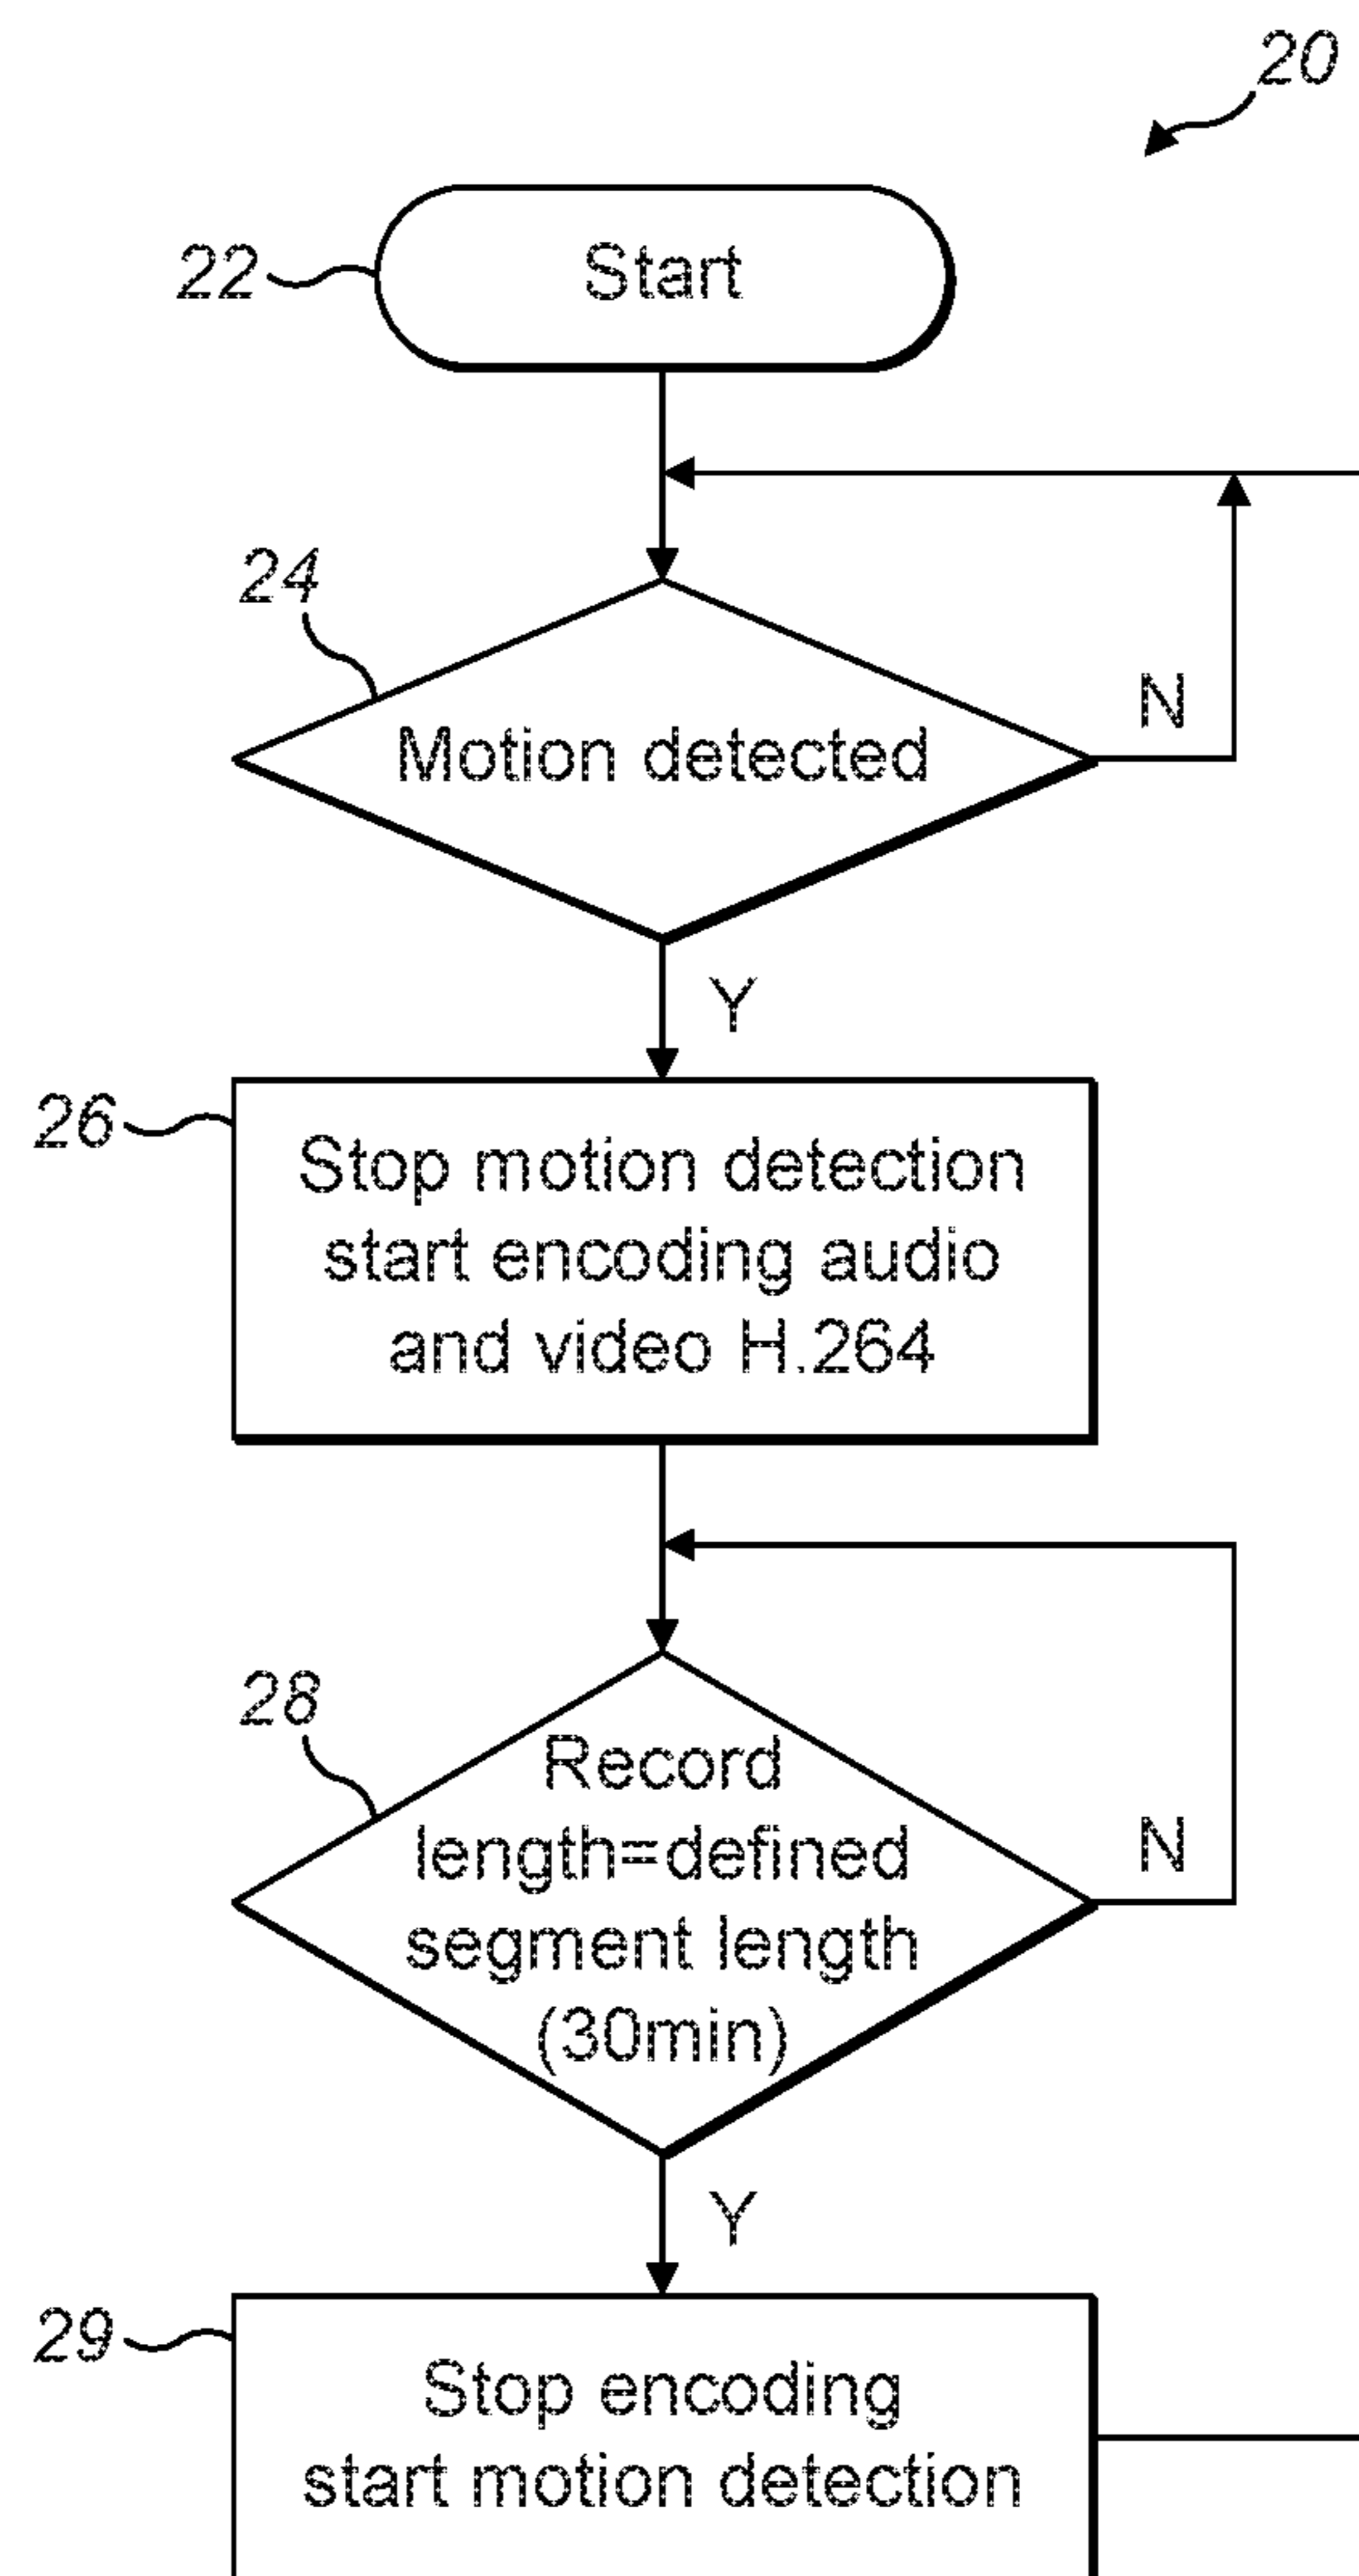 20
22
Start
24
Motion detected
N
Y
26
Stop motion detection
start encoding audio
and video H.264
28
Record
length=defined
segment length
(30min)
N
Y
29
Stop encoding
start motion detection